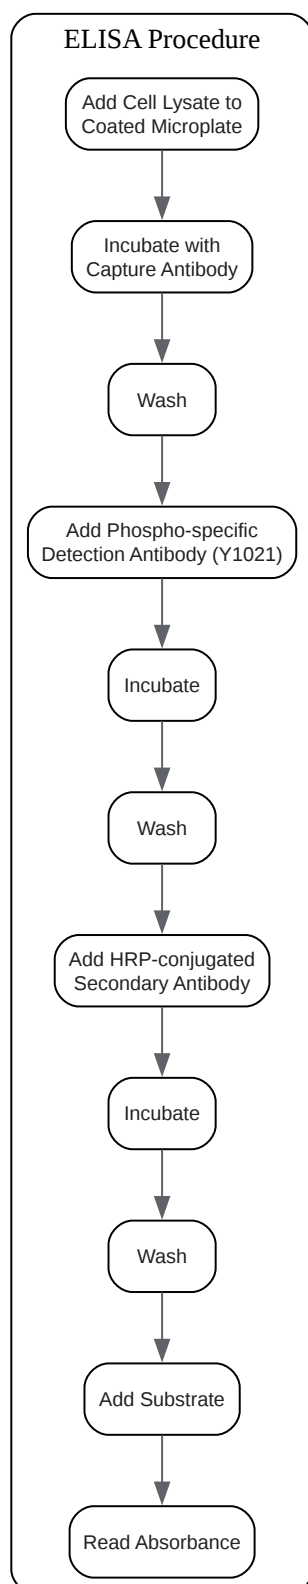 ELISA Procedure
Add Cell Lysate to
Coated Microplate
Incubate with
Capture Antibody
Wash
Add Phospho-specific
Detection Antibody (Y1021)
Incubate
Wash
Add HRP-conjugated
Secondary Antibody
Incubate
Wash
Add Substrate
Read Absorbance